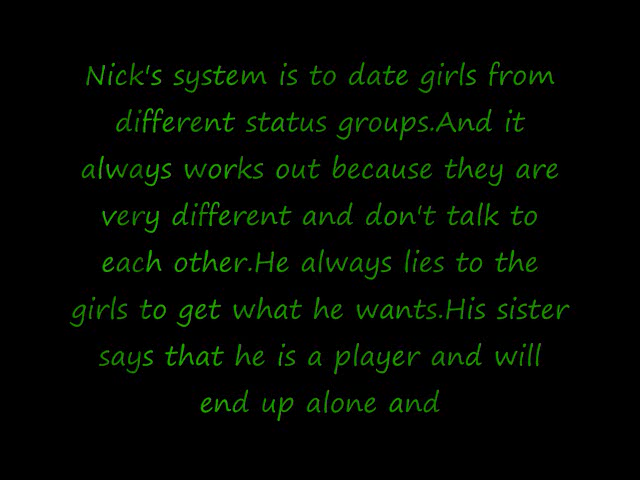 Nick's system is to date girls from
different status groups.And it
always works out because they are
very different and don't talk to
each other.He always lies to the
girls to get what he wants.His sister
says that he is a player and will
end up alone and